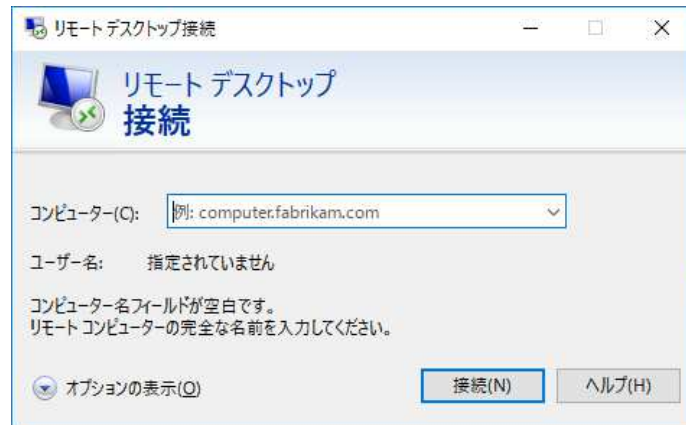 リモート デスクトップ接続
リモート デスクトップ
接続
コンピューター(C):
例: computer.fabrikam.com
ユーザー名: 指定されていません
コンピューター名フィールドが空白です。
リモート コンピューターの完全な名前を入力してください。
オプションの表示(O) 接続(N) ヘルプ(H)